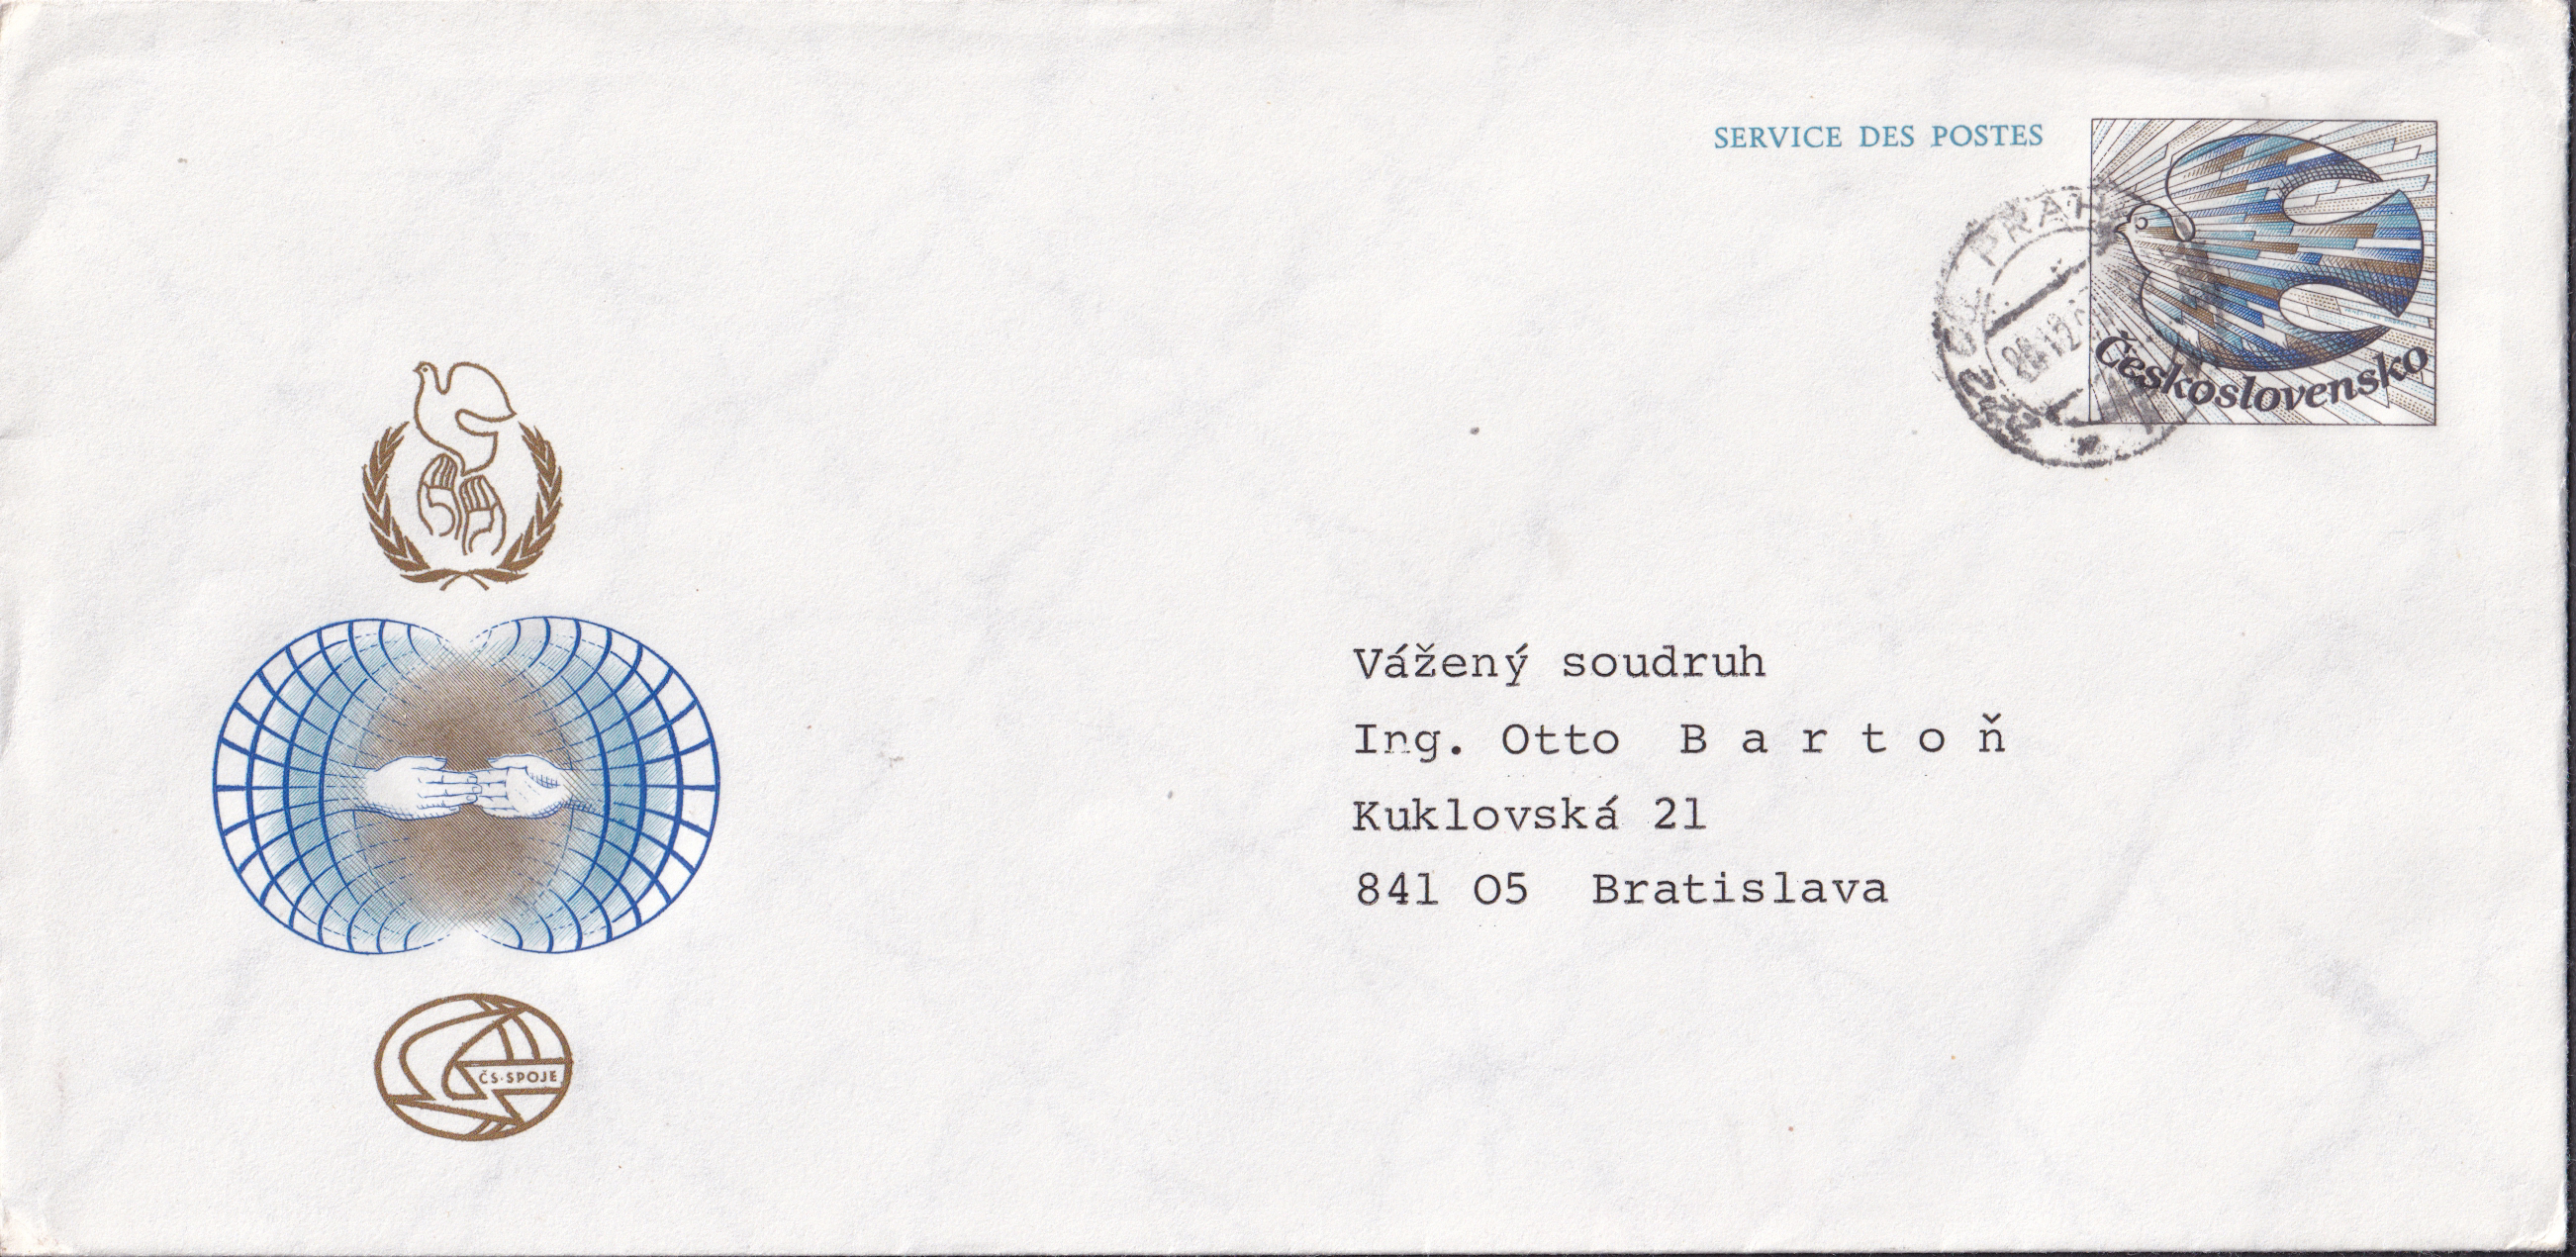 SERVICE DES POSTES
PRAHA
Československo
Vážený soudruh
Ing. Otto B a r t o ň
Kuklovská 21
841 05 Bratislava
ČS·SPOJE